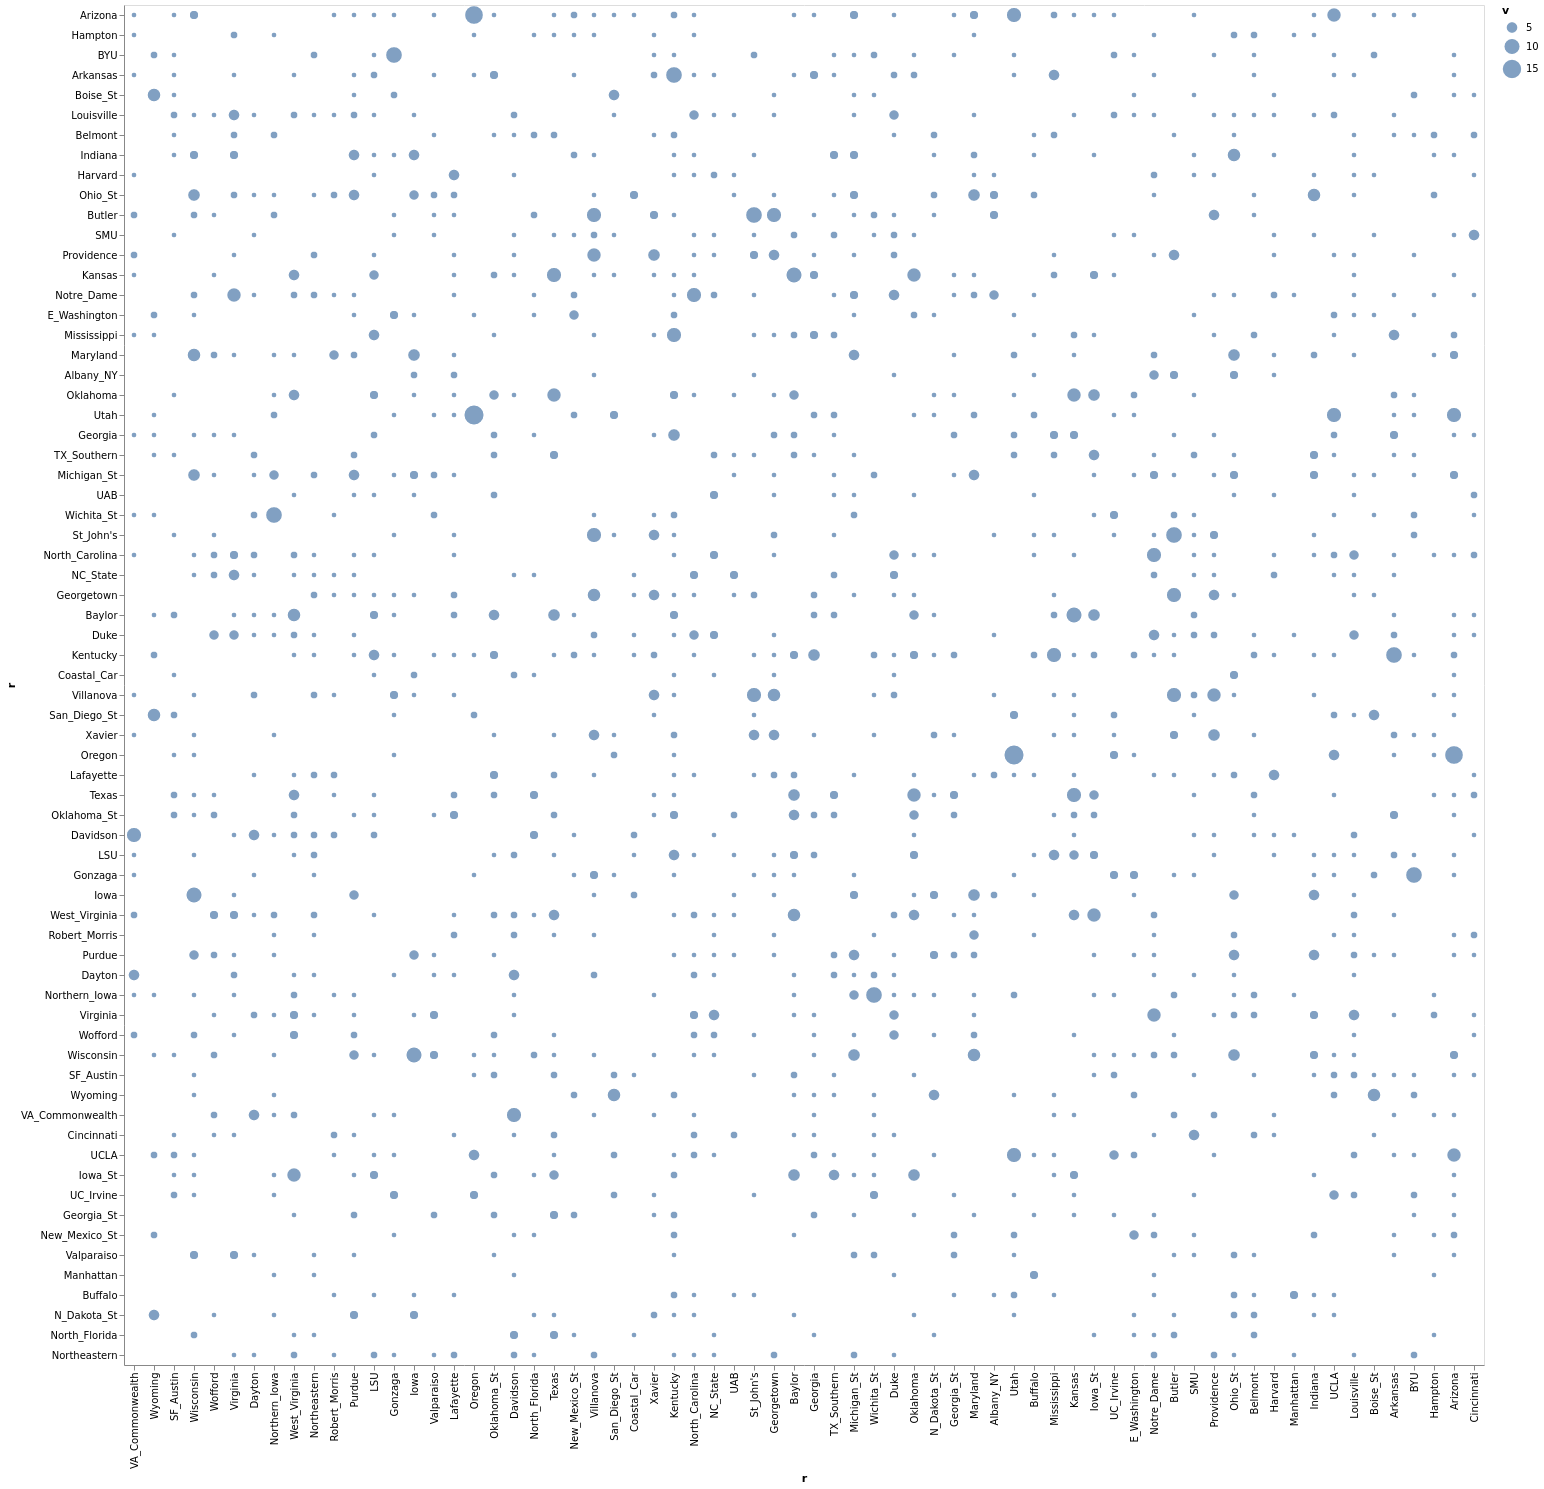 v
5
10
15
Arizona
Hampton
BYU
Arkansas
Boise_St
Louisville
Belmont
Indiana
Harvard
Ohio_St
Butler
SMU
Providence
Kansas
Notre_Dame
E_Washington
Mississippi
Maryland
Albany_NY
Oklahoma
Utah
Georgia
TX_Southern
Michigan_St
UAB
Wichita_St
St_John's
North_Carolina
NC_State
Georgetown
Baylor
Duke
Kentucky
Coastal_Car
Villanova
San_Diego_St
Xavier
Oregon
Lafayette
Texas
Oklahoma_St
Davidson
LSU
Gonzaga
Iowa
West_Virginia
Robert_Morris
Purdue
Dayton
Northern_Iowa
Virginia
Wofford
Wisconsin
SF_Austin
Wyoming
VA_Commonwealth
Cincinnati
UCLA
Iowa_St
UC_Irvine
Georgia_St
New_Mexico_St
Valparaiso
Manhattan
Buffalo
N_Dakota_St
North_Florida
Northeastern
r
VA_Commonwealth
Wyoming
SF_Austin
Wisconsin
Wofford
Virginia
Dayton
Northern_Iowa
West_Virginia
Northeastern
Robert_Morris
Purdue
LSU
Gonzaga
Iowa
Valparaiso
Lafayette
Oregon
Oklahoma_St
Davidson
North_Florida
Texas
New_Mexico_St
Villanova
San_Diego_St
Coastal_Car
Xavier
Kentucky
North_Carolina
NC_State
UAB
St_John's
Georgetown
Baylor
Georgia
TX_Southern
Michigan_St
Wichita_St
Duke
Oklahoma
N_Dakota_St
Georgia_St
Maryland
Albany_NY
Utah
Buffalo
Mississippi
Kansas
Iowa_St
UC_Irvine
E_Washington
Notre_Dame
Butler
SMU
Providence
Ohio_St
Belmont
Harvard
Manhattan
Indiana
UCLA
Louisville
Boise_St
Arkansas
BYU
Hampton
Arizona
Cincinnati
r